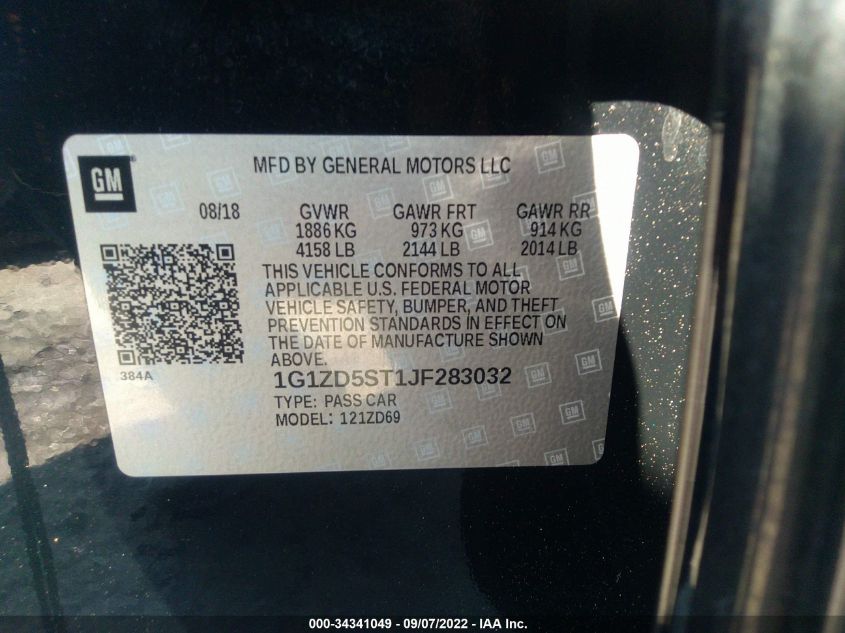 GM
MFD BY GENERAL MOTORS LLC
08/18 GVWR GAWR FRT GAWR RR
1886 KG 973 KG 914 KG
4158 LB 2144 LB 2014 LB
THIS VEHICLE CONFORMS TO ALL
APPLICABLE U.S. FEDERAL MOTOR
VEHICLE SAFETY, BUMPER, AND THEFT
PREVENTION STANDARDS IN EFFECT ON
THE DATE OF MANUFACTURE SHOWN
ABOVE.
384A
1G1ZD5ST1JF283032
TYPE: PASS CAR
MODEL: 121ZD69
000-34341049 - 09/07/2022 - IAA Inc.